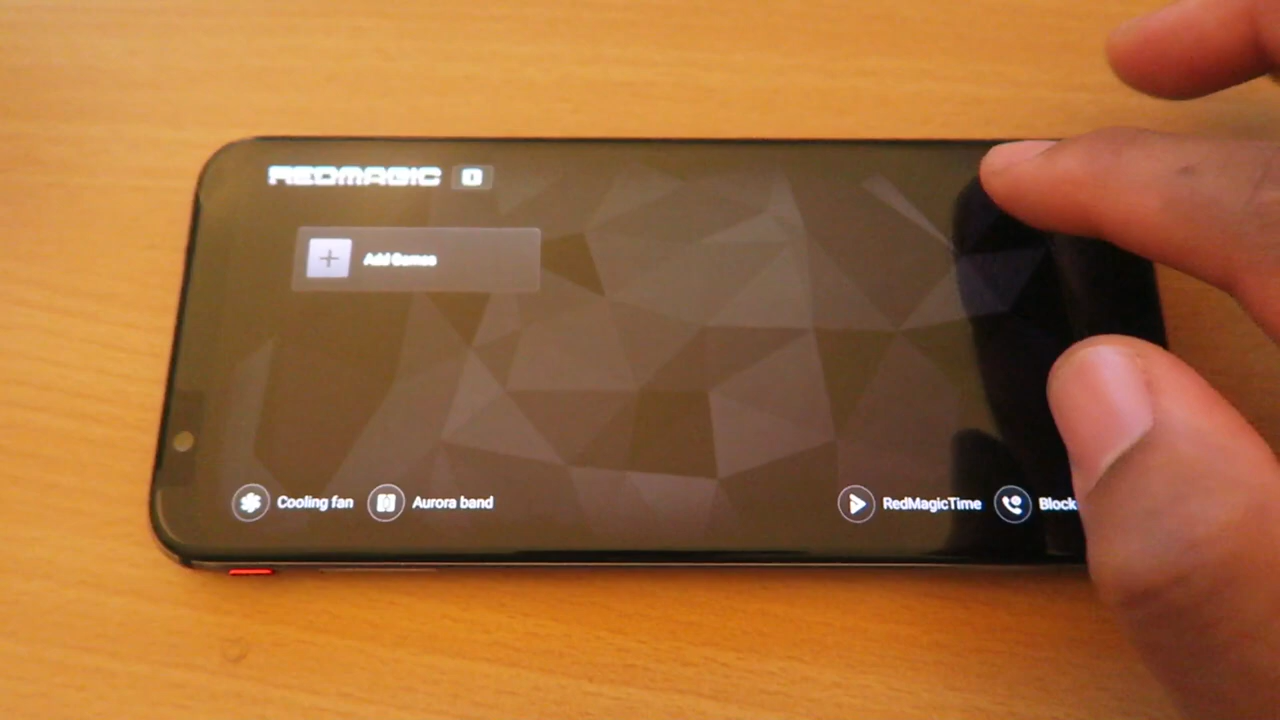 REDMAGIC
Add Games
Cooling fan
Aurora band
RedMagicTime
Block